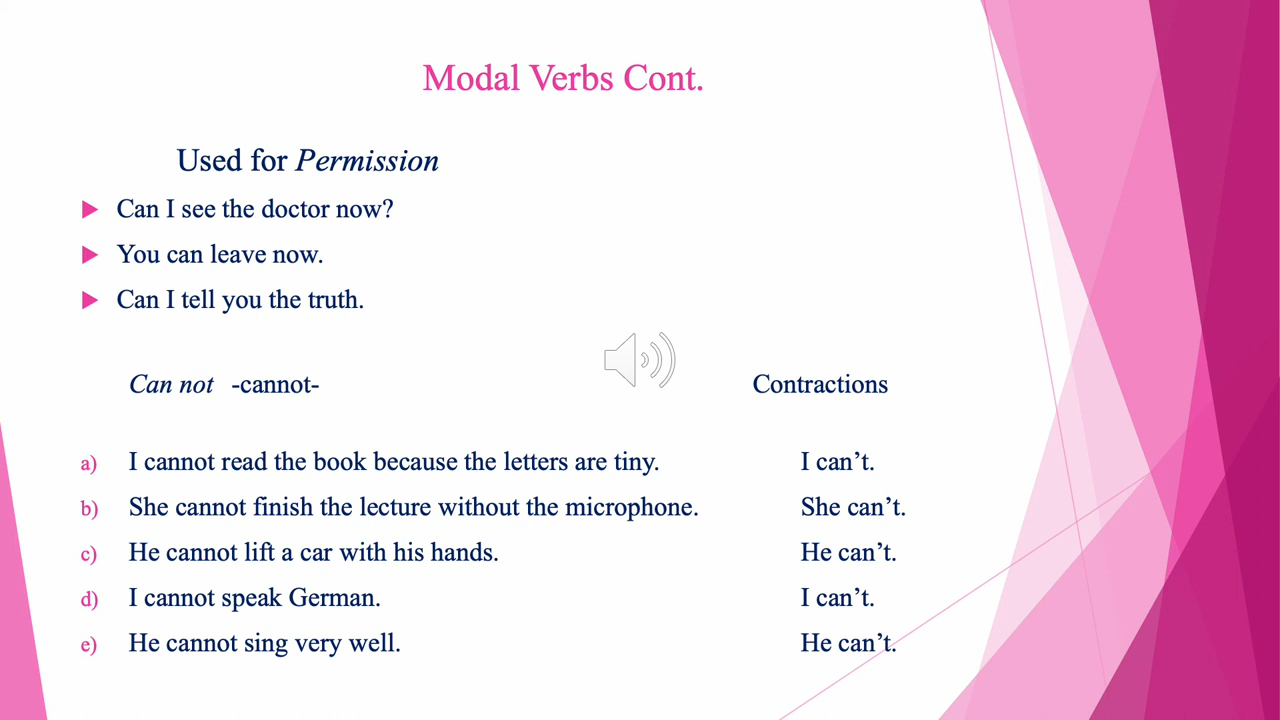 Modal Verbs Cont.
Used for Permission
Can I see the doctor now?
You can leave now.
Can I tell you the truth.
Can not -cannot- Contractions
a) I cannot read the book because the letters are tiny. I can’t.
b) She cannot finish the lecture without the microphone. She can’t.
c) He cannot lift a car with his hands. He can’t.
d) I cannot speak German. I can’t.
e) He cannot sing very well. He can’t.